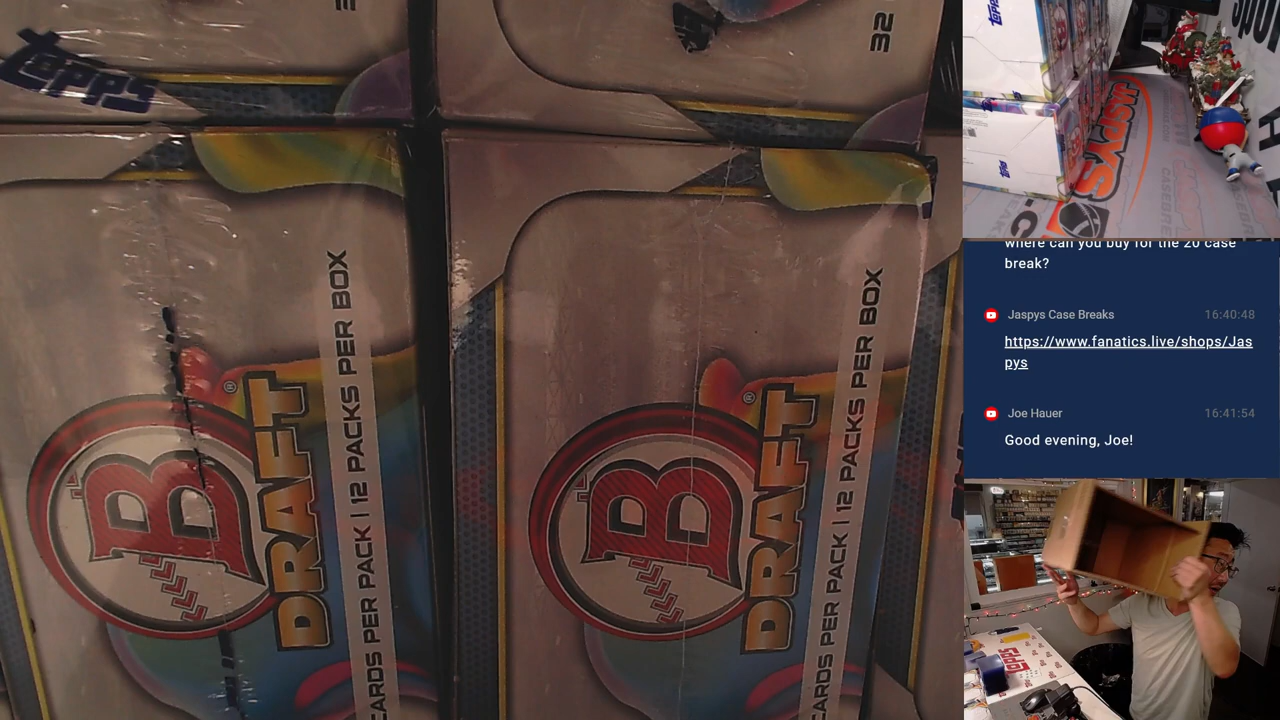 TOPPS
32
B
DRAFT
®
CARDS PER PACK | 12 PACKS PER BOX
B
DRAFT
®
CARDS PER PACK | 12 PACKS PER BOX
topps
topps
JASPYS
where can you buy for the 20 case
break?
Jaspys Case Breaks
16:40:48
https://www.fanatics.live/shops/Jas
pys
Joe Hauer
16:41:54
Good evening, Joe!